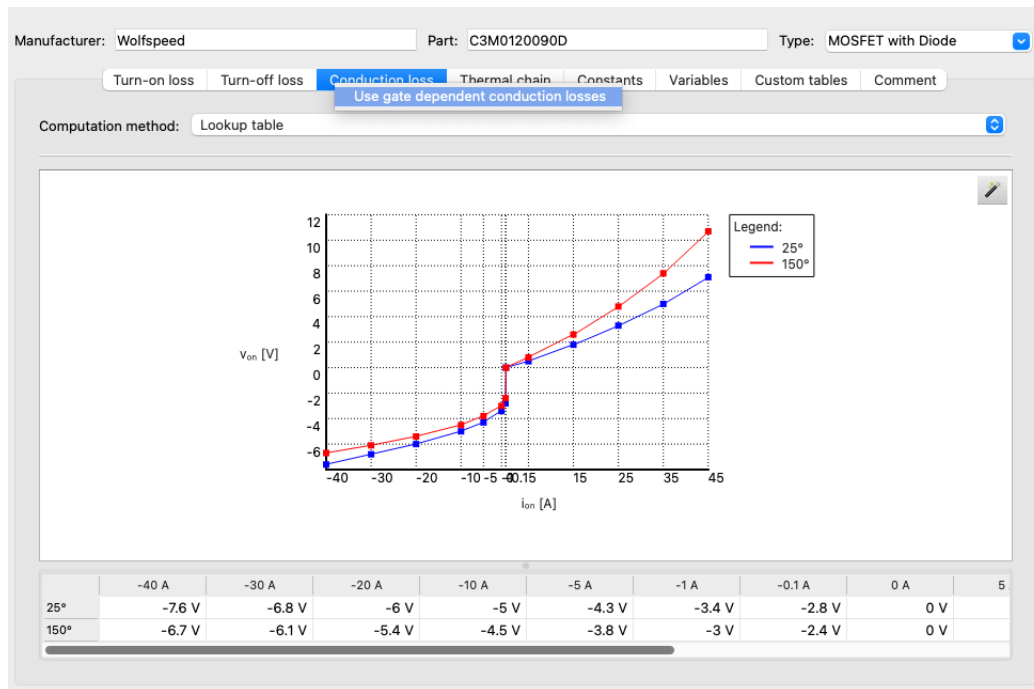 Manufacturer: Wolfspeed Part: C3M0120090D Type: MOSFET with Diode
Turn-on loss Turn-off loss Conduction loss Thermal chain Constants Variables Custom tables Comment
Use gate dependent conduction losses
Computation method: Lookup table
Legend:
25°
150°
12
10
8
6
4
2
0
-2
-4
-6
von [V]
-40 -30 -20 -10 -5 15 25 35 45
ion [A]
-40 A -30 A -20 A -10 A -5 A -1 A -0.1 A 0 A 5
25° -7.6 V -6.8 V -6 V -5 V -4.3 V -3.4 V -2.8 V 0 V
150° -6.7 V -6.1 V -5.4 V -4.5 V -3.8 V -3 V -2.4 V 0 V